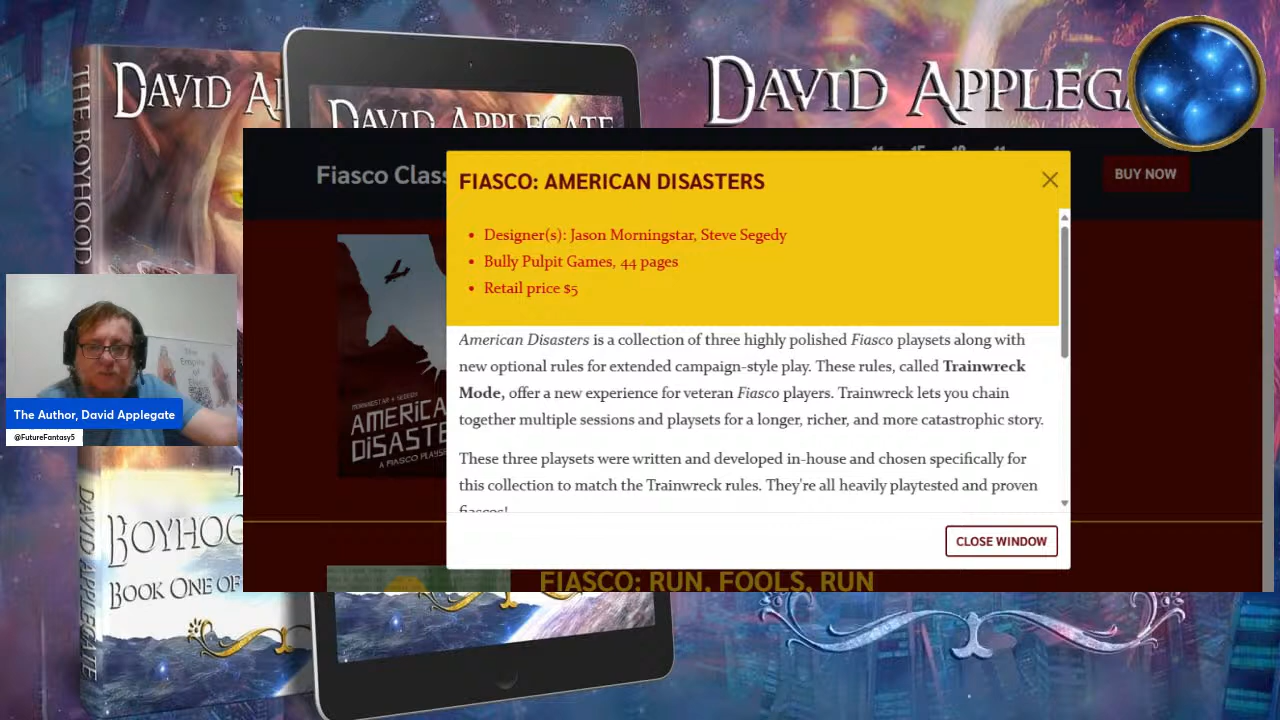 DAVID APPLEGA
DAVID A
DAVID APPLEGATE
THE BOYHOOD
Fiasco Class
BUY NOW
FIASCO: AMERICAN DISASTERS
• Designer(s): Jason Morningstar, Steve Segedy
• Bully Pulpit Games, 44 pages
• Retail price $5
American Disasters is a collection of three highly polished Fiasco playsets along with
new optional rules for extended campaign-style play. These rules, called Trainwreck
Mode, offer a new experience for veteran Fiasco players. Trainwreck lets you chain
together multiple sessions and playsets for a longer, richer, and more catastrophic story.
These three playsets were written and developed in-house and chosen specifically for
this collection to match the Trainwreck rules. They're all heavily playtested and proven
fiascos!
CLOSE WINDOW
MORNINGSTAR + SEGEDY
AMERICA
DISASTE
A FIASCO PLAYS
The Author, David Applegate
@FutureFantasy5
FIASCO: RUN, FOOLS, RUN
DAVID APPLEGATE
BOYHOO
BOOK ONE OF